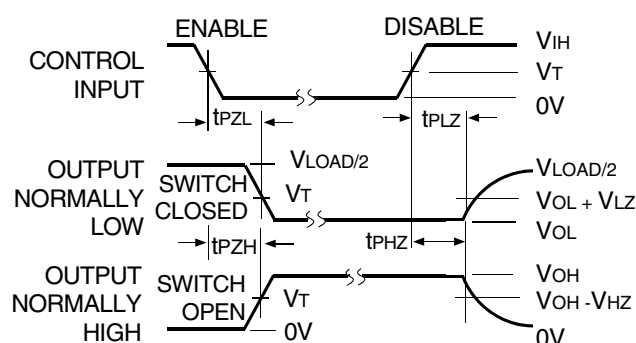 ENABLE
DISABLE
CONTROL
INPUT
VIH
VT
0V
tPZL
tPLZ
OUTPUT
NORMALLY
LOW
SWITCH
CLOSED
VLOAD/2
VT
VLOAD/2
VOL + VLZ
VOL
tPZH
tPHZ
OUTPUT
NORMALLY
HIGH
SWITCH
OPEN
VT
0V
VOH
VOH -VHZ
0V